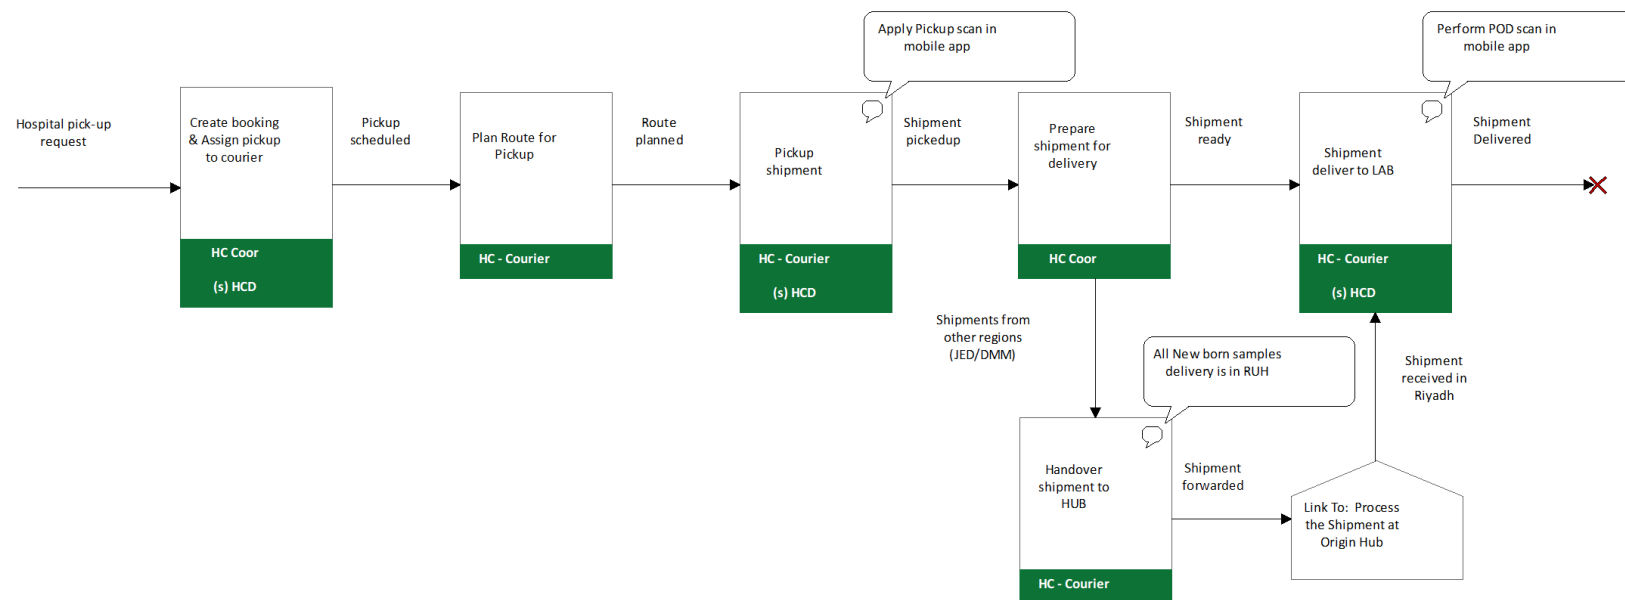 Apply Pickup scan in
mobile app
Perform POD scan in
mobile app
Hospital pick-up
request
Create booking
& Assign pickup
to courier
HC Coor
(s) HCD
Pickup
scheduled
Plan Route for
Pickup
HC - Courier
Route
planned
Pickup
shipment
HC - Courier
(s) HCD
Shipment
pickedup
Prepare
shipment for
delivery
HC Coor
Shipment
ready
Shipment
deliver to LAB
HC - Courier
(s) HCD
Shipment
Delivered
Shipments from
other regions
(JED/DMM)
All New born samples
delivery is in RUH
Handover
shipment to
HUB
HC - Courier
Shipment
forwarded
Link To:  Process
the Shipment at
Origin Hub
Shipment
received in
Riyadh